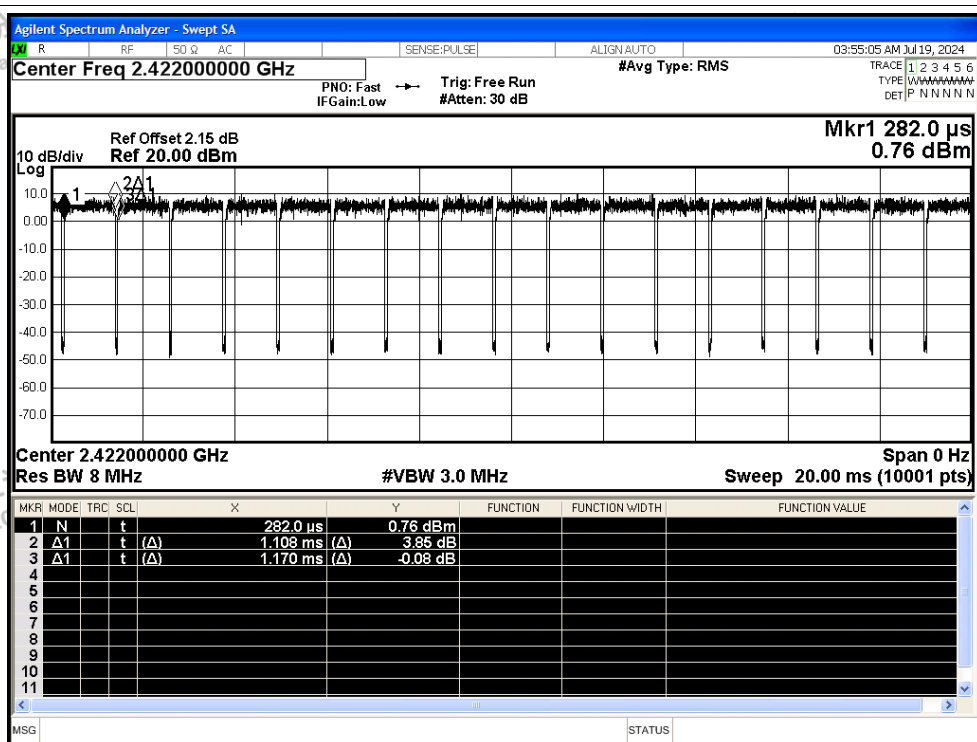 Agilent Spectrum Analyzer - Swept SA
LXI R RF 50 Ω AC SENSE:PULSE ALIGN AUTO 03:55:05 AM Jul 19, 2024
Center Freq 2.422000000 GHz #Avg Type: RMS TRACE 1 2 3 4 5 6
PNO: Fast Trig: Free Run TYPE
IFGain:Low #Atten: 30 dB DET P N N N N N
Mkr1 282.0 µs
Ref Offset 2.15 dB
10 dB/div Ref 20.00 dBm 0.76 dBm
Log
10.0
1
2Δ1
3Δ1
0.00
-10.0
-20.0
-30.0
-40.0
-50.0
-60.0
-70.0
Center 2.422000000 GHz Span 0 Hz
Res BW 8 MHz #VBW 3.0 MHz Sweep 20.00 ms (10001 pts)
MKR MODE TRC SCL X Y FUNCTION FUNCTION WIDTH FUNCTION VALUE
1 N t 282.0 µs 0.76 dBm
2 Δ1 t (Δ) 1.108 ms (Δ) 3.85 dB
3 Δ1 t (Δ) 1.170 ms (Δ) -0.08 dB
4
5
6
7
8
9
10
11
MSG STATUS